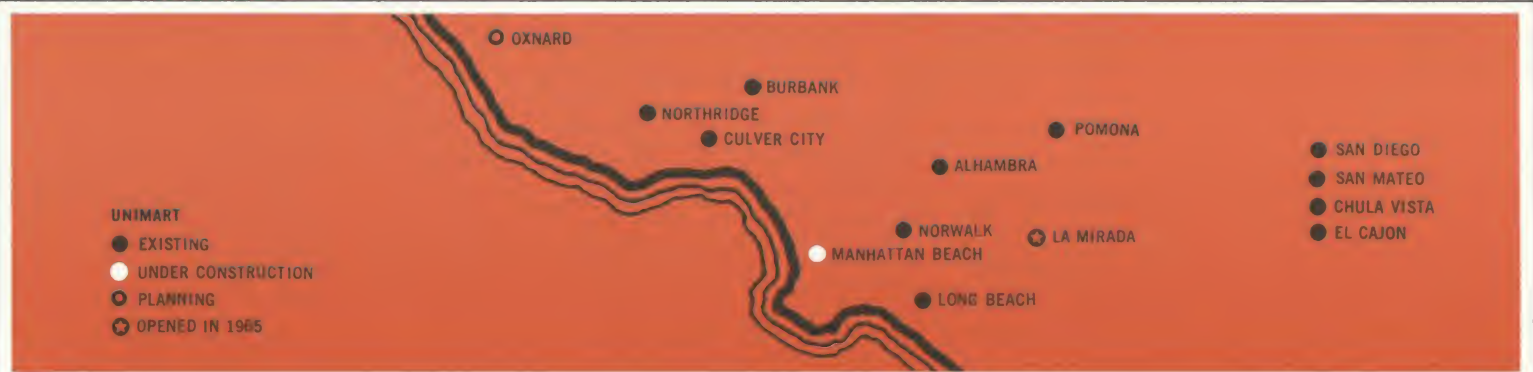 OXNARD
BURBANK
NORTHRIDGE
CULVER CITY
POMONA
ALHAMBRA
SAN DIEGO
SAN MATEO
CHULA VISTA
EL CAJON
NORWALK
LA MIRADA
MANHATTAN BEACH
LONG BEACH
UNIMART
EXISTING
UNDER CONSTRUCTION
PLANNING
OPENED IN 1965